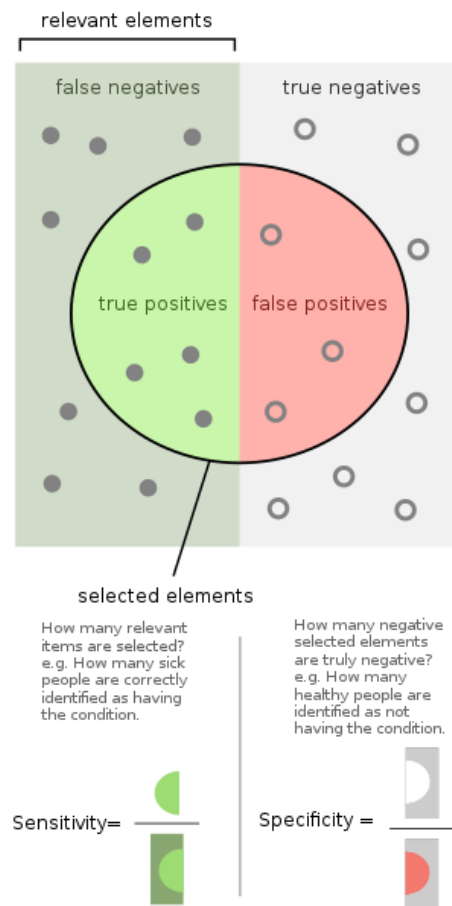 relevant elements
false negatives
true negatives
true positives
false positives
selected elements
How many relevant
items are selected?
e.g. How many sick
people are correctly
identified as having
the condition.
How many negative
selected elements
are truly negative?
e.g. How many
healthy people are
identified as not
having the condition.
Sensitivity=
Specificity =